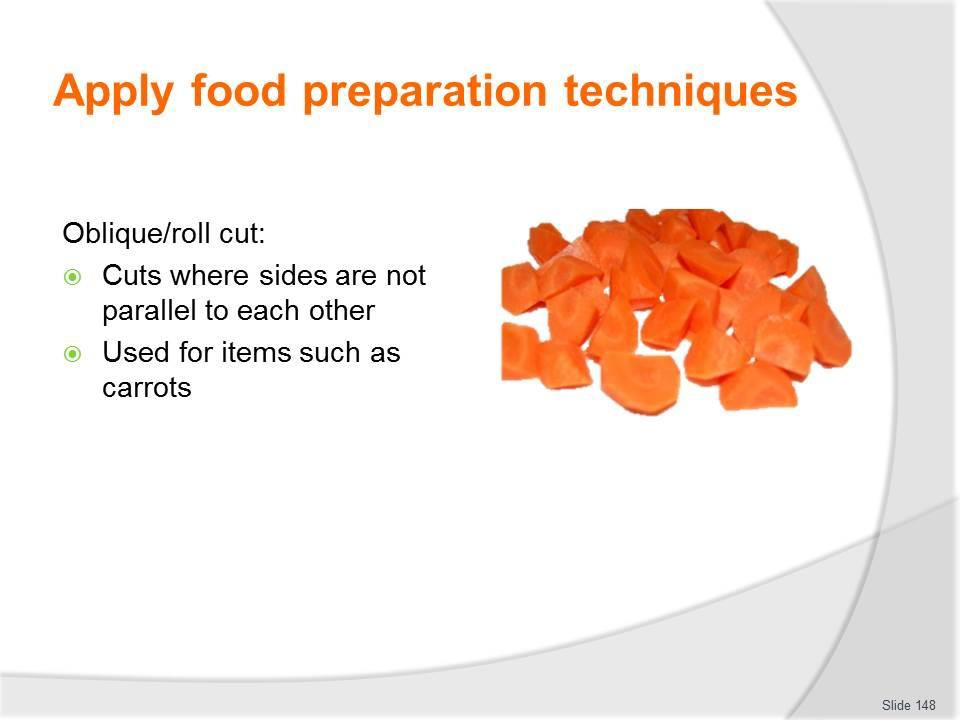 Apply food preparation techniques
Oblique/roll cut:
Cuts where sides are not
parallel to each other
Used for items such as
carrots
Slide 148